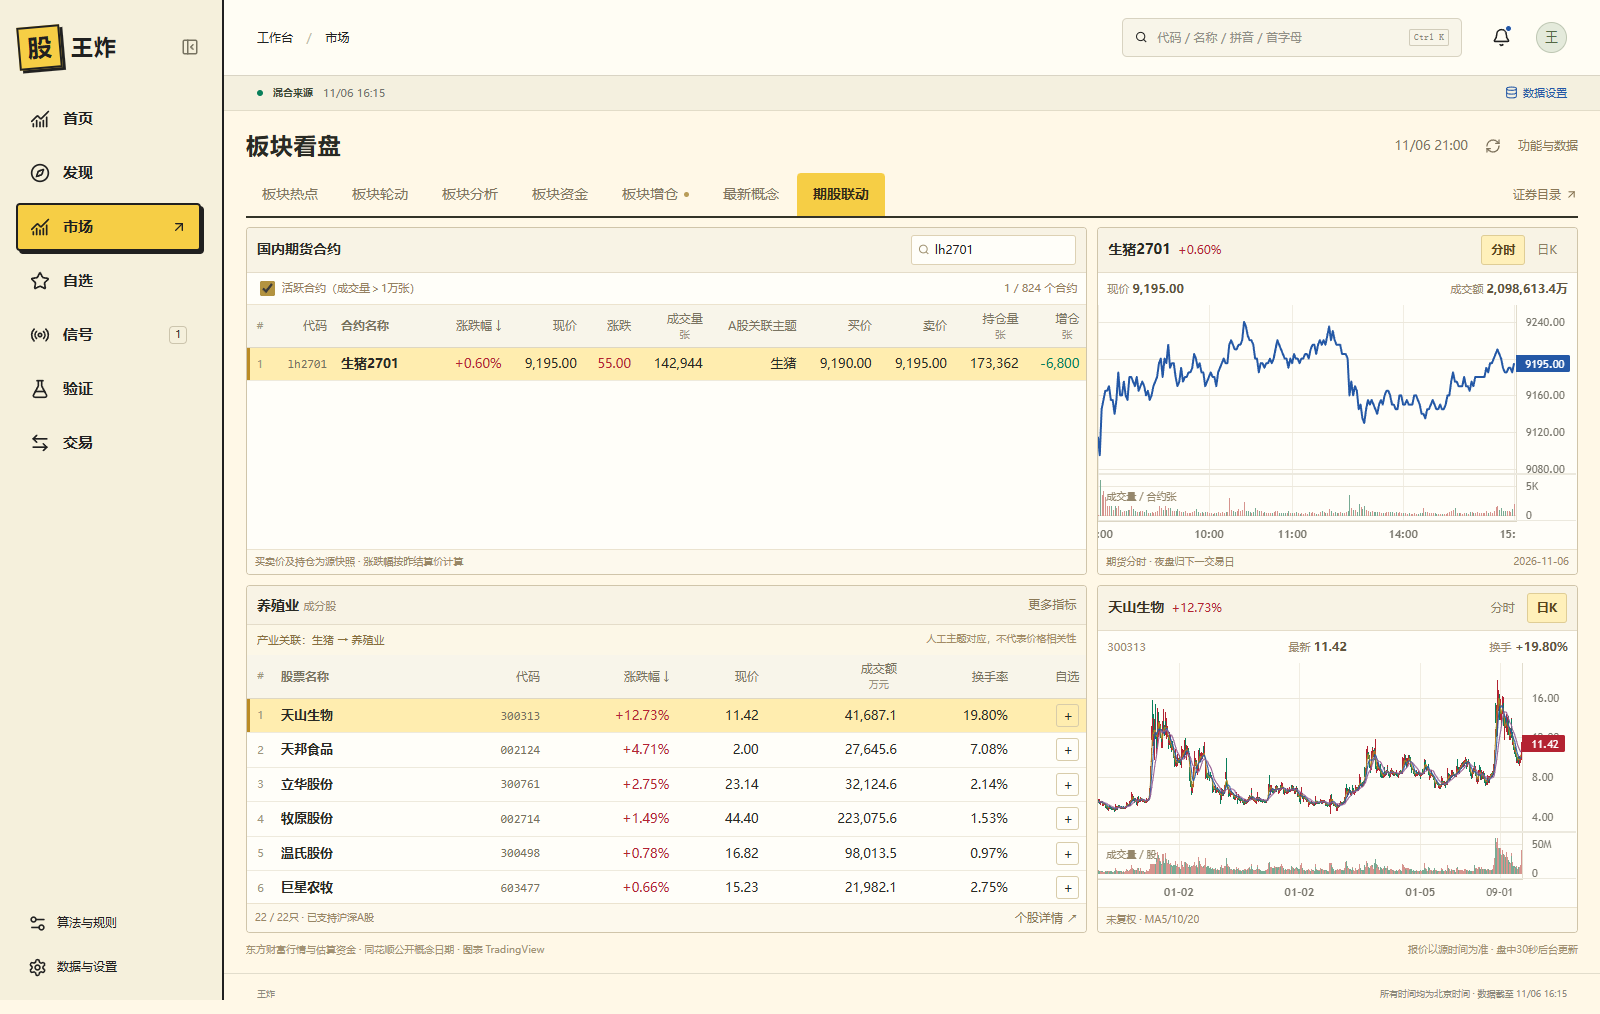 股 王炸
首页
发现
市场
自选
信号 1
验证
交易
算法与规则
数据与设置
工作台 / 市场
代码 / 名称 / 拼音 / 首字母 Ctrl K
王
混合来源 11/06 16:15
数据设置
板块看盘
11/06 21:00 功能与数据
板块热点 板块轮动 板块分析 板块资金 板块增仓 最新概念 期股联动
证券目录
国内期货合约
lh2701
活跃合约（成交量 > 1万张）
1 / 824 个合约
# 代码 合约名称 涨跌幅↓ 现价 涨跌 成交量 张 A股关联主题 买价 卖价 持仓量 张 增仓 张
1 lh2701 生猪2701 +0.60% 9,195.00 55.00 142,944 生猪 9,190.00 9,195.00 173,362 -6,800
买卖价及持仓为源快照 · 涨跌幅按昨结算价计算
生猪2701 +0.60%
分时 日K
现价 9,195.00
成交额 2,098,613.4万
9240.00
9195.00
9160.00
9120.00
9080.00
成交量 / 合约张
5K
0
:00 10:00 11:00 14:00 15:
期货分时 · 夜盘归下一交易日
2026-11-06
养殖业 成分股
更多指标
产业关联：生猪 → 养殖业
人工主题对应，不代表价格相关性
# 股票名称 代码 涨跌幅↓ 现价 成交额 万元 换手率 自选
1 天山生物 300313 +12.73% 11.42 41,687.1 19.80% +
2 天邦食品 002124 +4.71% 2.00 27,645.6 7.08% +
3 立华股份 300761 +2.75% 23.14 32,124.6 2.14% +
4 牧原股份 002714 +1.49% 44.40 223,075.6 1.53% +
5 温氏股份 300498 +0.78% 16.82 98,013.5 0.97% +
6 巨星农牧 603477 +0.66% 15.23 21,982.1 2.75% +
22 / 22只 · 已支持沪深A股
个股详情 ↗
天山生物 +12.73%
分时 日K
300313 最新 11.42 换手 +19.80%
16.00
11.42
8.00
4.00
成交量 / 股
50M
0
01-02 01-02 01-05 09-01
未复权 · MA5/10/20
东方财富行情与估算资金 · 同花顺公开概念日期 · 图表 TradingView
报价以源时间为准 · 盘中30秒后台更新
王炸
所有时间均为北京时间 · 数据截至 11/06 16:15